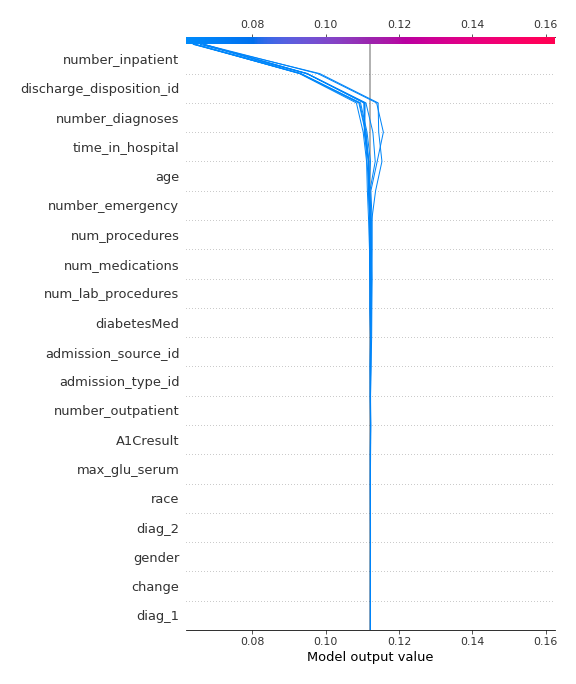 0.08 0.10 0.12 0.14 0.16
number_inpatient
discharge_disposition_id
number_diagnoses
time_in_hospital
age
number_emergency
num_procedures
num_medications
num_lab_procedures
diabetesMed
admission_source_id
admission_type_id
number_outpatient
A1Cresult
max_glu_serum
race
diag_2
gender
change
diag_1
0.08 0.10 0.12 0.14 0.16
Model output value